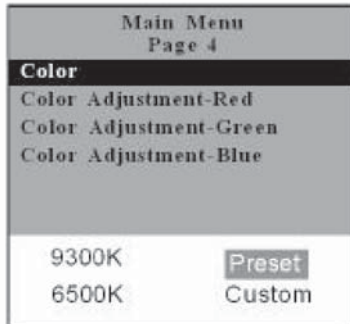 Main Menu
Page 4
Color
Color Adjustment-Red
Color Adjustment-Green
Color Adjustment-Blue
9300K Preset
6500K Custom